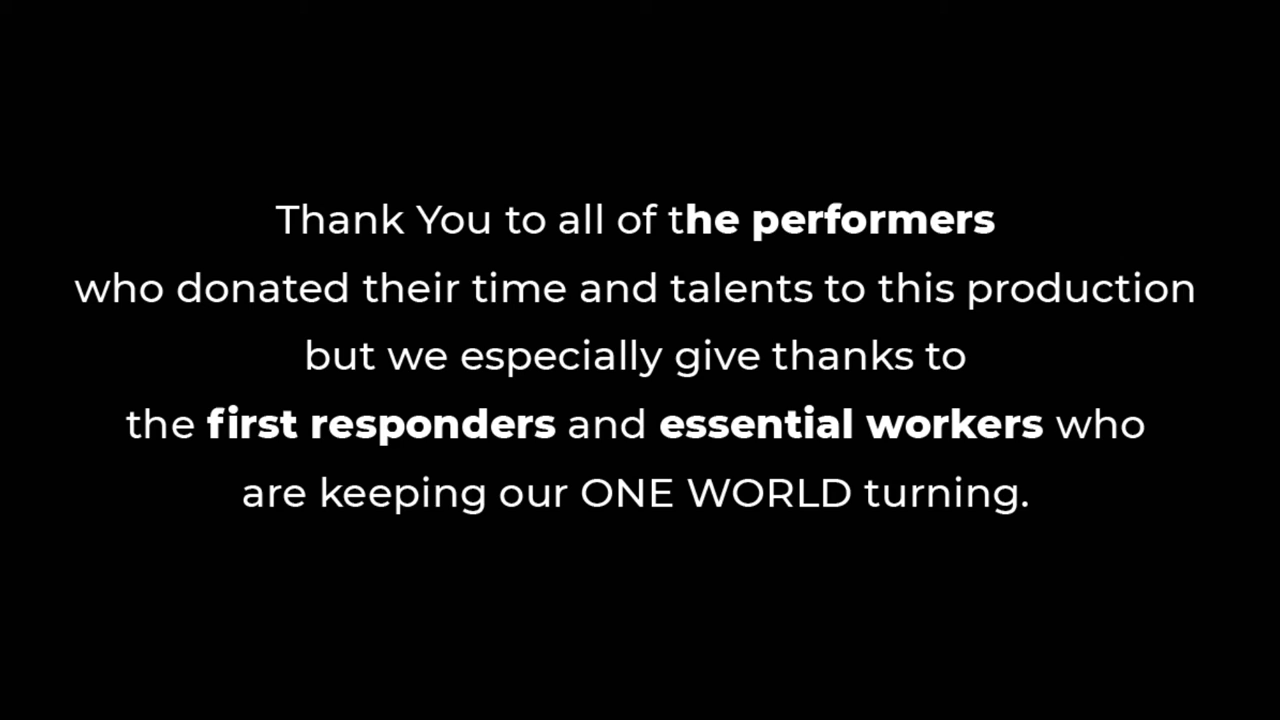 Thank You to all of the performers
who donated their time and talents to this production
but we especially give thanks to
the first responders and essential workers who
are keeping our ONE WORLD turning.